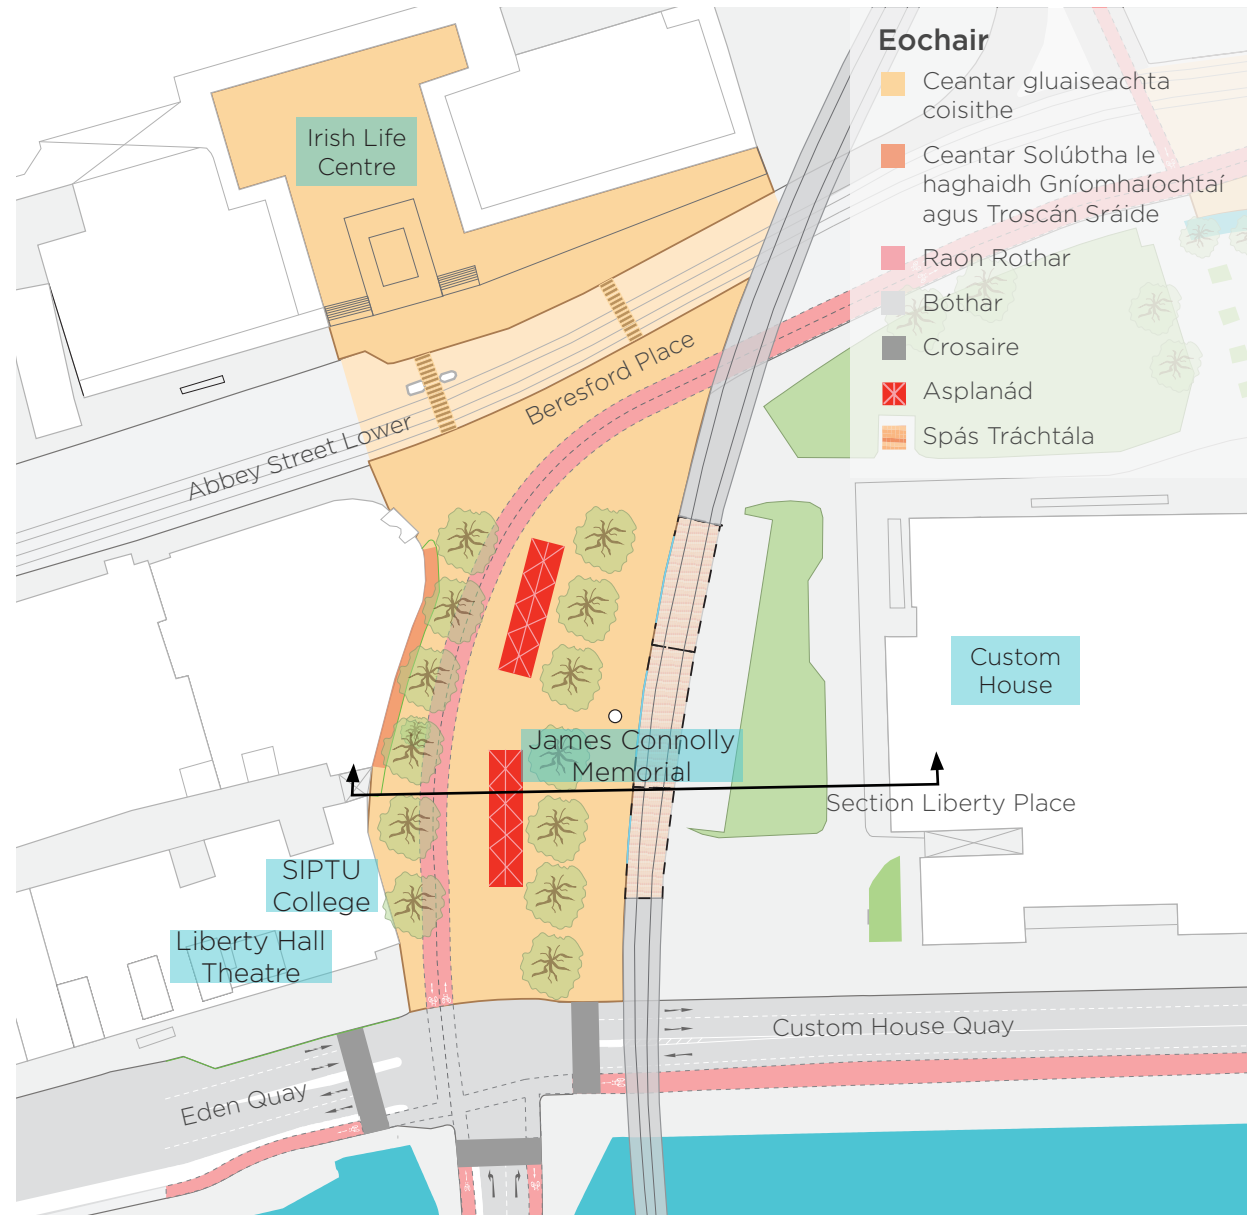 Eochair
Ceantar gluaiseachta
coisithe
Ceantar Solúbtha le
haghaidh Gníomhaíochtaí
agus Troscán Sráide
Raon Rothar
Bóthar
Crosaire
Asplanád
Spás Tráchtála
Irish Life
Centre
Beresford Place
Abbey Street Lower
Custom
House
James Connolly
Memorial
Section Liberty Place
SIPTU
College
Liberty Hall
Theatre
Custom House Quay
Eden Quay